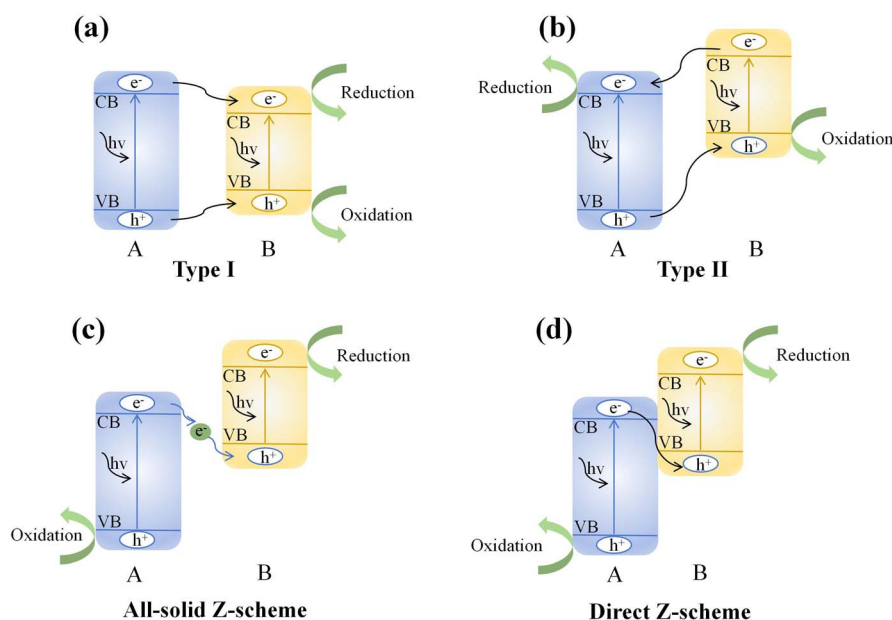 (a)
e-
CB
hv
VB
h+
A
e-
CB
hv
VB
h+
B
Reduction
Oxidation
Type I
(b)
Reduction
e-
CB
hv
VB
h+
A
e-
CB
hv
VB
h+
B
Oxidation
Type II
(c)
e-
CB
hv
VB
h+
Oxidation
A
e-
e-
CB
hv
VB
h+
B
Reduction
All-solid Z-scheme
(d)
e-
CB
hv
VB
h+
Oxidation
A
e-
CB
hv
VB
h+
B
Reduction
Direct Z-scheme